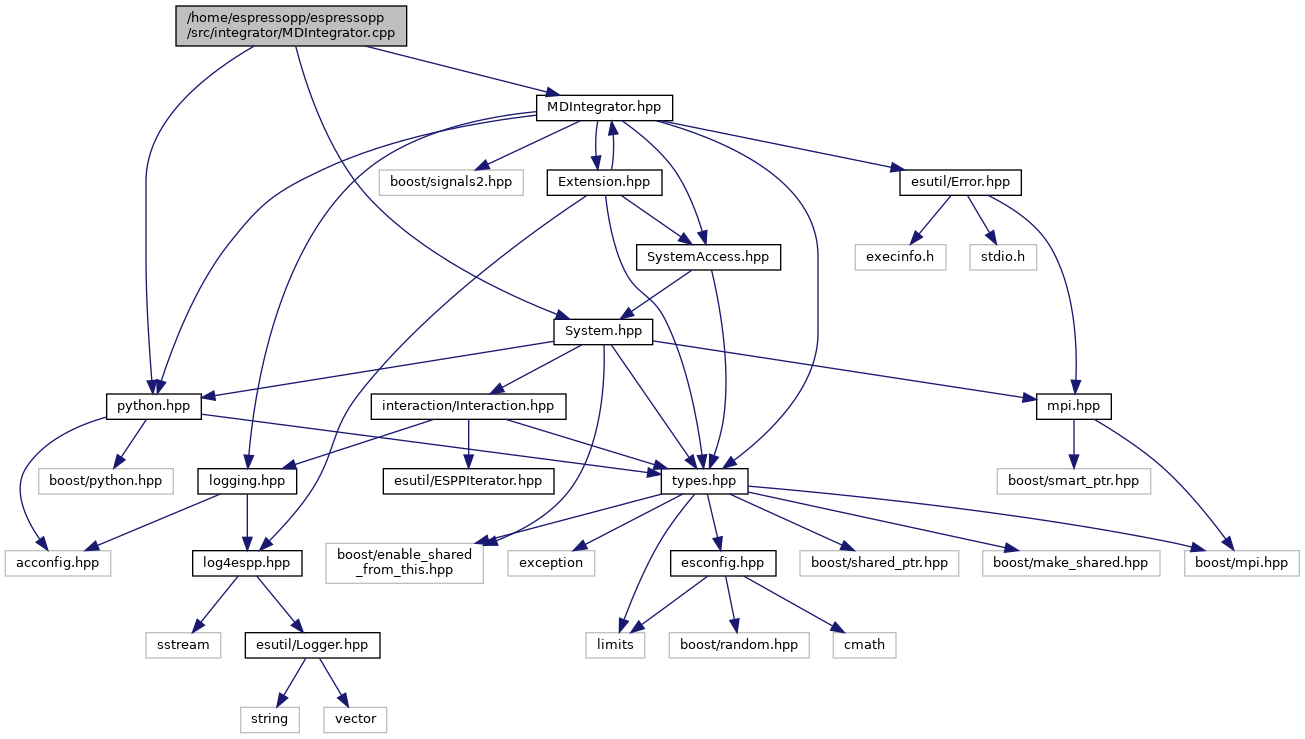 /home/espressopp/espressopp
/src/integrator/MDIntegrator.cpp
MDIntegrator.hpp
boost/signals2.hpp
Extension.hpp
esutil/Error.hpp
SystemAccess.hpp
execinfo.h
stdio.h
System.hpp
python.hpp
interaction/Interaction.hpp
mpi.hpp
boost/python.hpp
logging.hpp
esutil/ESPPIterator.hpp
types.hpp
boost/smart_ptr.hpp
acconfig.hpp
log4espp.hpp
boost/enable_shared
_from_this.hpp
exception
esconfig.hpp
boost/shared_ptr.hpp
boost/make_shared.hpp
boost/mpi.hpp
sstream
esutil/Logger.hpp
limits
boost/random.hpp
cmath
string
vector